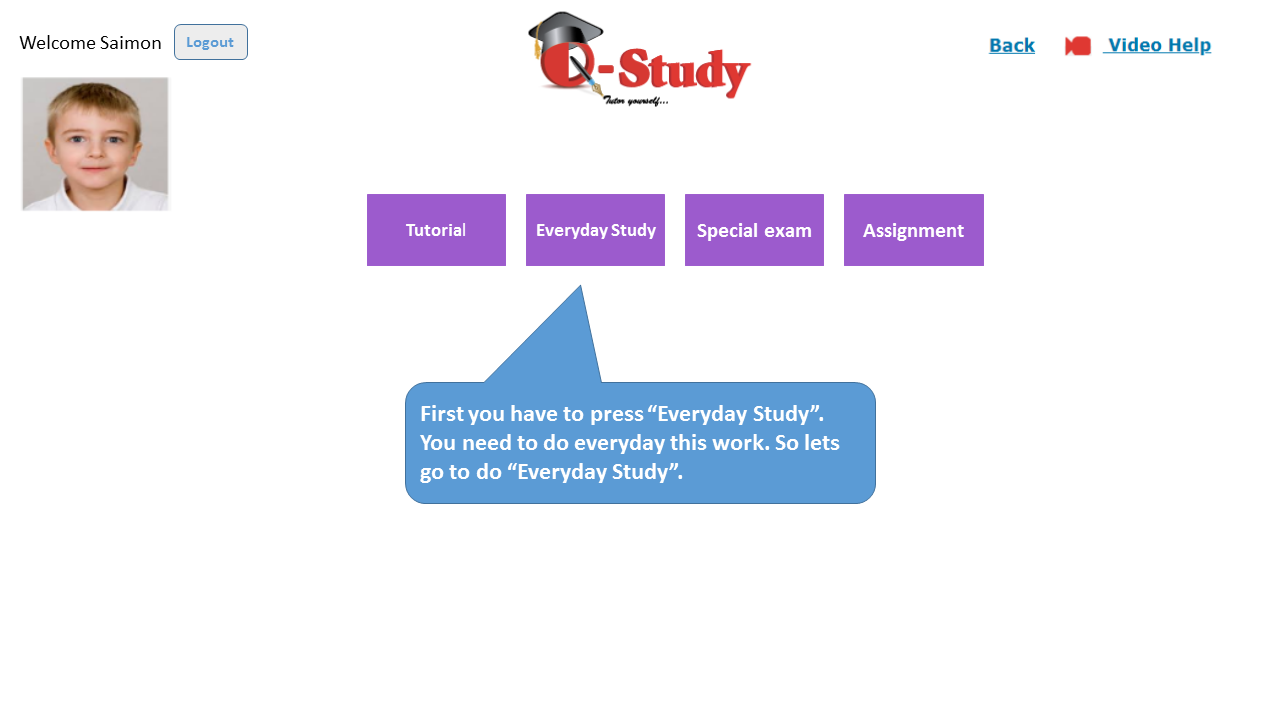 Welcome Saimon
Logout
Q-Study
Tutor yourself...
Back
Video Help
Tutorial
Everyday Study
Special exam
Assignment
First you have to press “Everyday Study”.
You need to do everyday this work. So lets
go to do “Everyday Study”.